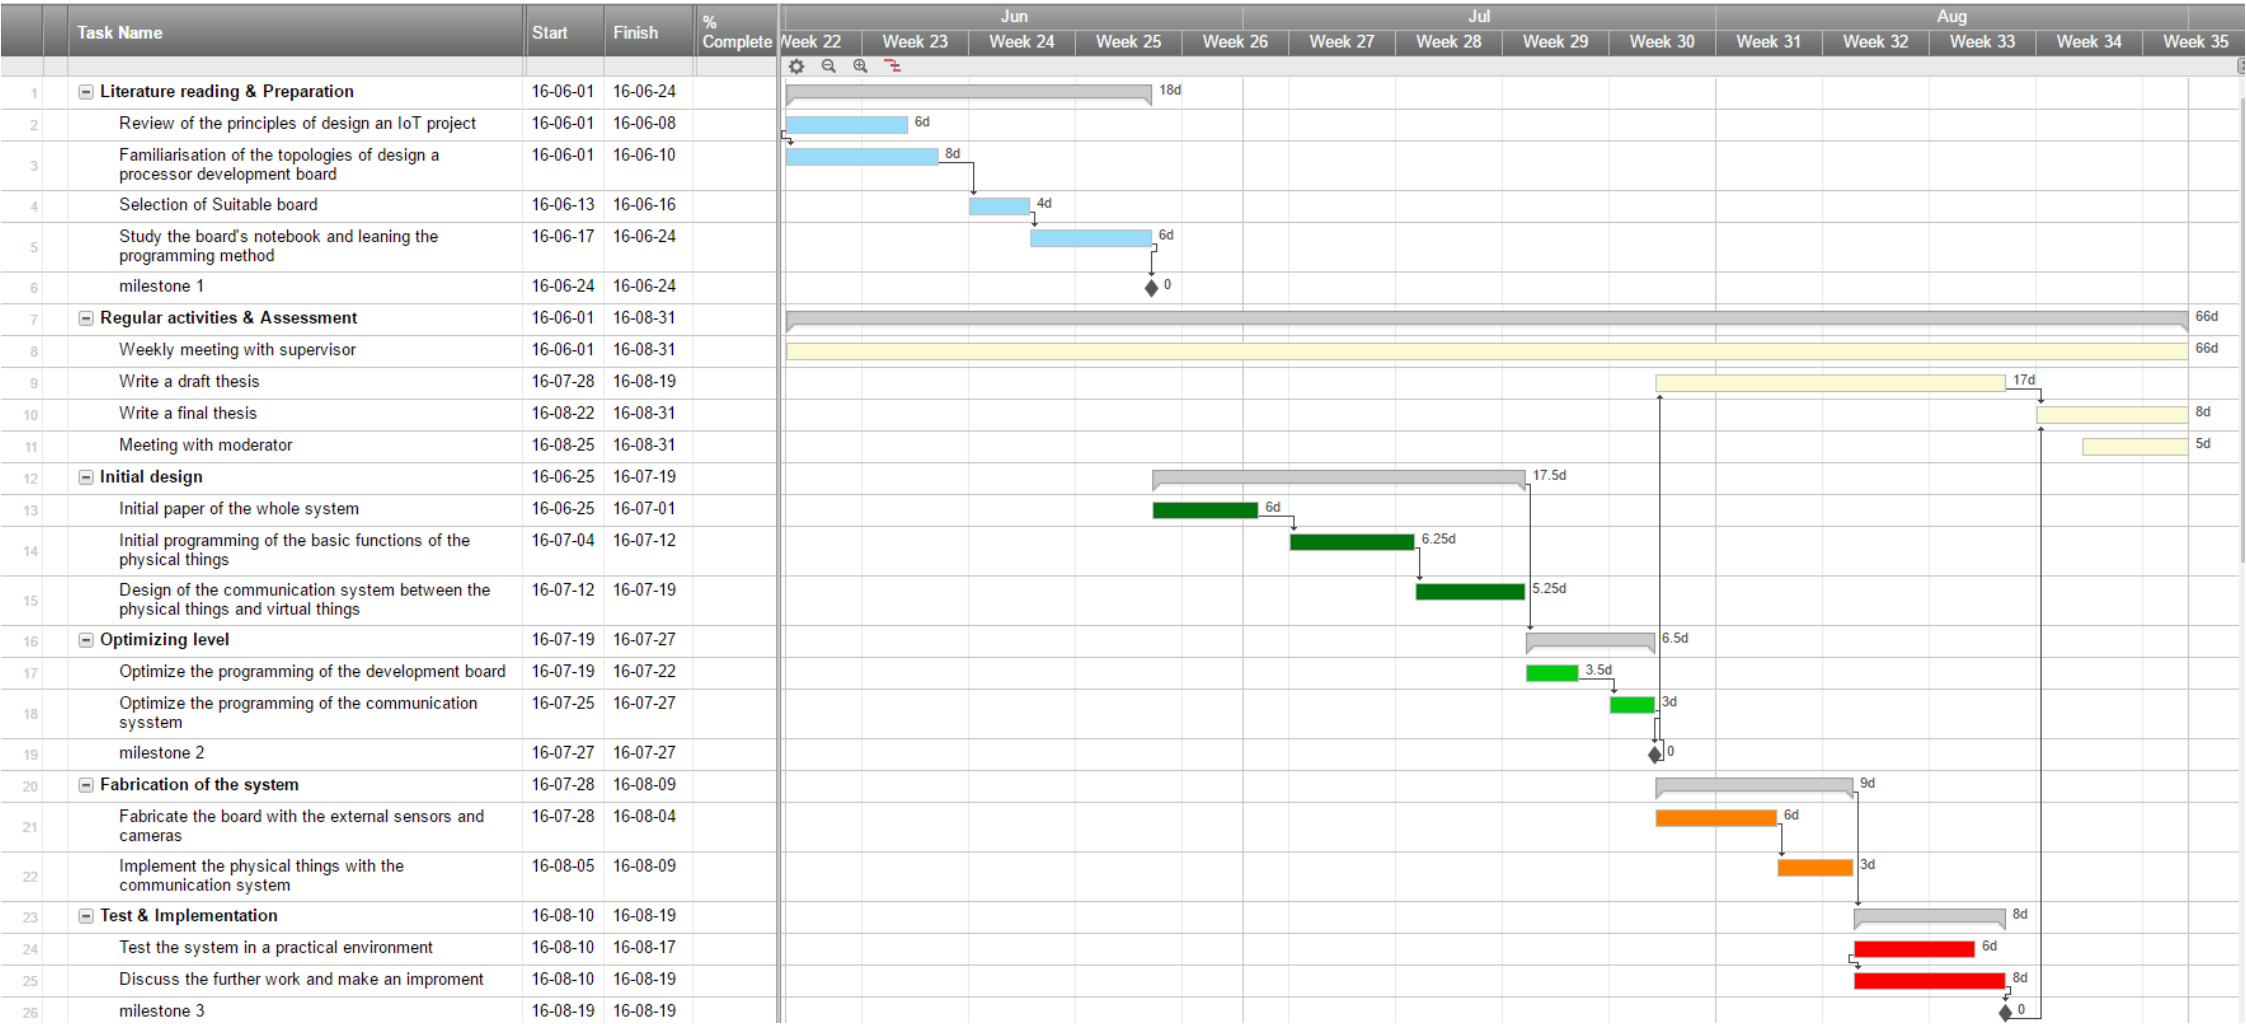 Task Name Start Finish % Complete
Jun Jul Aug
Week 22 Week 23 Week 24 Week 25 Week 26 Week 27 Week 28 Week 29 Week 30 Week 31 Week 32 Week 33 Week 34 Week 35
1 Literature reading & Preparation 16-06-01 16-06-24 18d
2 Review of the principles of design an IoT project 16-06-01 16-06-08 6d
3 Familiarisation of the topologies of design a 16-06-01 16-06-10 8d
processor development board
4 Selection of Suitable board 16-06-13 16-06-16 4d
5 Study the board's notebook and leaning the 16-06-17 16-06-24 6d
programming method
6 milestone 1 16-06-24 16-06-24 0
7 Regular activities & Assessment 16-06-01 16-08-31 66d
8 Weekly meeting with supervisor 16-06-01 16-08-31 66d
9 Write a draft thesis 16-07-28 16-08-19 17d
10 Write a final thesis 16-08-22 16-08-31 8d
11 Meeting with moderator 16-08-25 16-08-31 5d
12 Initial design 16-06-25 16-07-19 17.5d
13 Initial paper of the whole system 16-06-25 16-07-01 6d
14 Initial programming of the basic functions of the 16-07-04 16-07-12 6.25d
physical things
15 Design of the communication system between the 16-07-12 16-07-19 5.25d
physical things and virtual things
16 Optimizing level 16-07-19 16-07-27 6.5d
17 Optimize the programming of the development board 16-07-19 16-07-22 3.5d
18 Optimize the programming of the communication 16-07-25 16-07-27 3d
sysstem
19 milestone 2 16-07-27 16-07-27 0
20 Fabrication of the system 16-07-28 16-08-09 9d
21 Fabricate the board with the external sensors and 16-07-28 16-08-04 6d
cameras
22 Implement the physical things with the 16-08-05 16-08-09 3d
communication system
23 Test & Implementation 16-08-10 16-08-19 8d
24 Test the system in a practical environment 16-08-10 16-08-17 6d
25 Discuss the further work and make an improment 16-08-10 16-08-19 8d
26 milestone 3 16-08-19 16-08-19 0